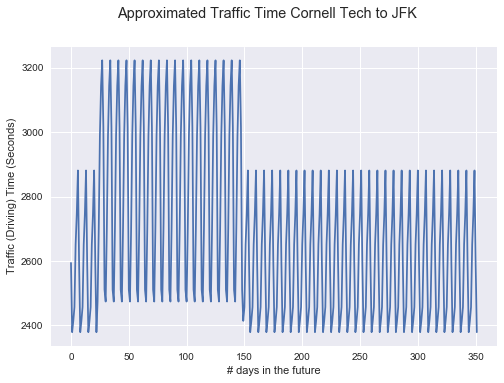 Approximated Traffic Time Cornell Tech to JFK
Traffic (Driving) Time (Seconds)
3200
3000
2800
2600
2400
0 50 100 150 200 250 300 350
# days in the future